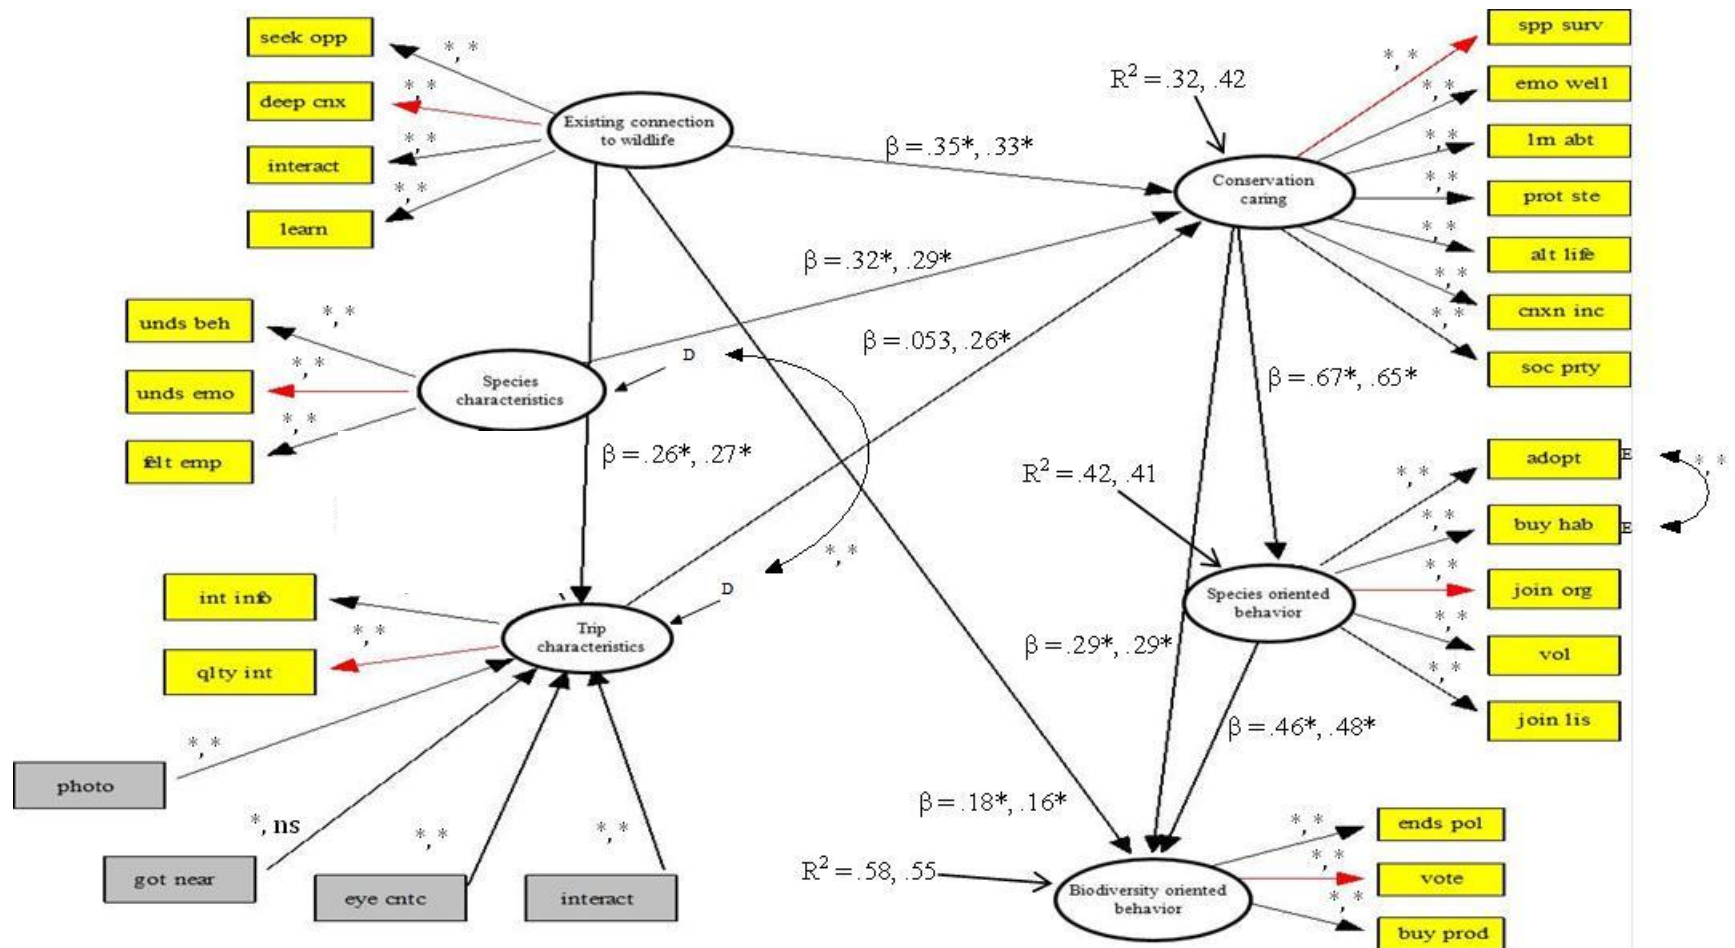 seek opp
*, *
deep cnx
*, *
interact
*, *
learn
*, *
Existing connection
to wildlife
β = .35*, .33*
R² = .32, .42
Conservation
caring
*, *
spp surv
*, *
emo well
*, *
lm abt
*, *
prot ste
*, *
alt life
*, *
cnxn inc
*, *
soc prty
β = .32*, .29*
unds beh
*, *
unds emo
*, *
felt emp
*, *
Species
characteristics
D
β = .053, .26*
β = .26*, .27*
*, *
β = .67*, .65*
R² = .42, .41
Species oriented
behavior
*, *
adopt
E
*, *
*, *
buy hab
E
*, *
join org
*, *
vol
*, *
join lis
int info
*, *
qlty int
Trip
characteristics
D
*, *
photo
*, ns
got near
*, *
eye cntc
*, *
interact
β = .29*, .29*
β = .46*, .48*
β = .18*, .16*
R² = .58, .55
Biodiversity oriented
behavior
*, *
ends pol
*, *
vote
*, *
buy prod